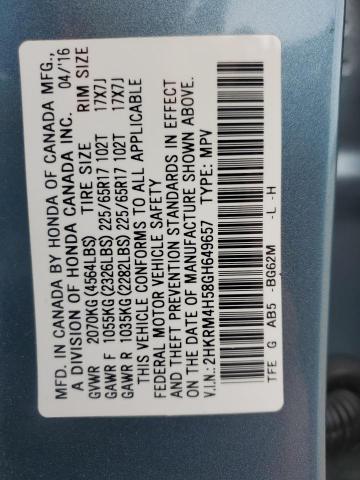 MFD. IN CANADA BY HONDA OF CANADA MFG.,
A DIVISION OF HONDA CANADA INC. 04/'16
TIRE SIZE RIM SIZE
GVWR 2070KG(4564LBS)
GAWR F 1055KG(2326LBS) 225/65R17 102T 17X7J
GAWR R 1035KG(2282LBS) 225/65R17 102T 17X7J
THIS VEHICLE CONFORMS TO ALL APPLICABLE
FEDERAL MOTOR VEHICLE SAFETY
AND THEFT PREVENTION STANDARDS IN EFFECT
ON THE DATE OF MANUFACTURE SHOWN ABOVE.
V.I.N.: 2HKRM4H58GH649657 TYPE: MPV
TFE G AB5 -BG62M -L -H